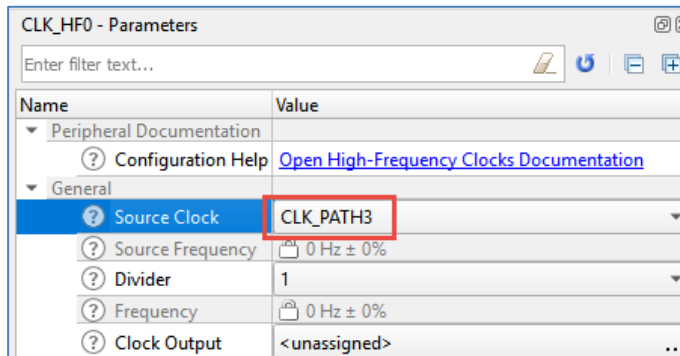 CLK_HF0 - Parameters
Enter filter text...
Name Value
Peripheral Documentation
? Configuration Help Open High-Frequency Clocks Documentation
General
? Source Clock CLK_PATH3
? Source Frequency 0 Hz ± 0%
? Divider 1
? Frequency 0 Hz ± 0%
? Clock Output <unassigned> ..